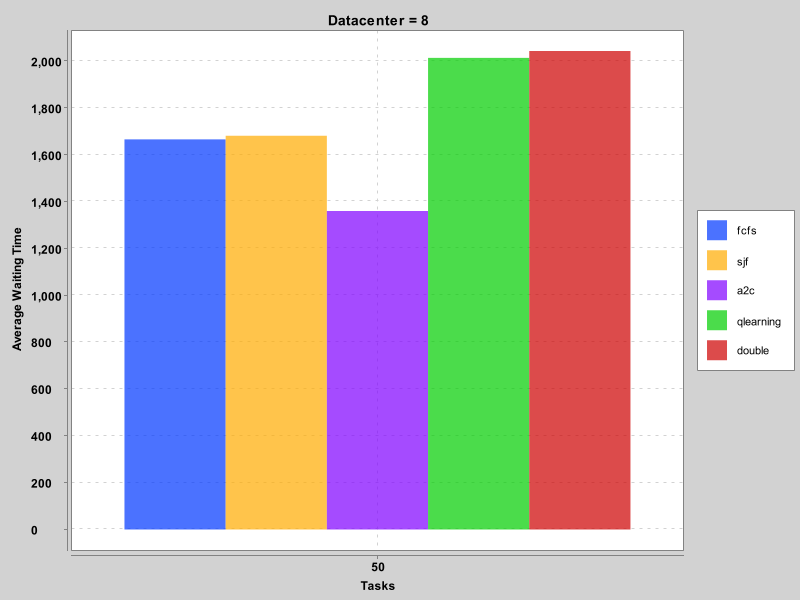 Datacenter = 8
Average Waiting Time
2,000
1,800
1,600
1,400
1,200
1,000
800
600
400
200
0
50
Tasks
fcfs
sjf
a2c
qlearning
double